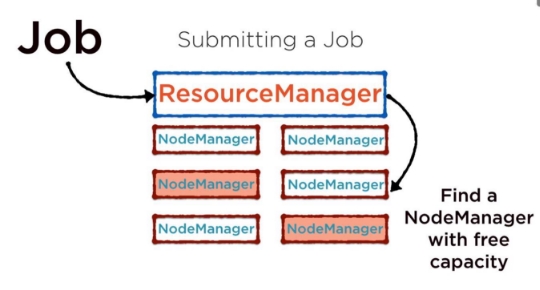 Job
Submitting a Job
ResourceManager
NodeManager NodeManager
NodeManager NodeManager
NodeManager NodeManager
Find a
NodeManager
with free
capacity